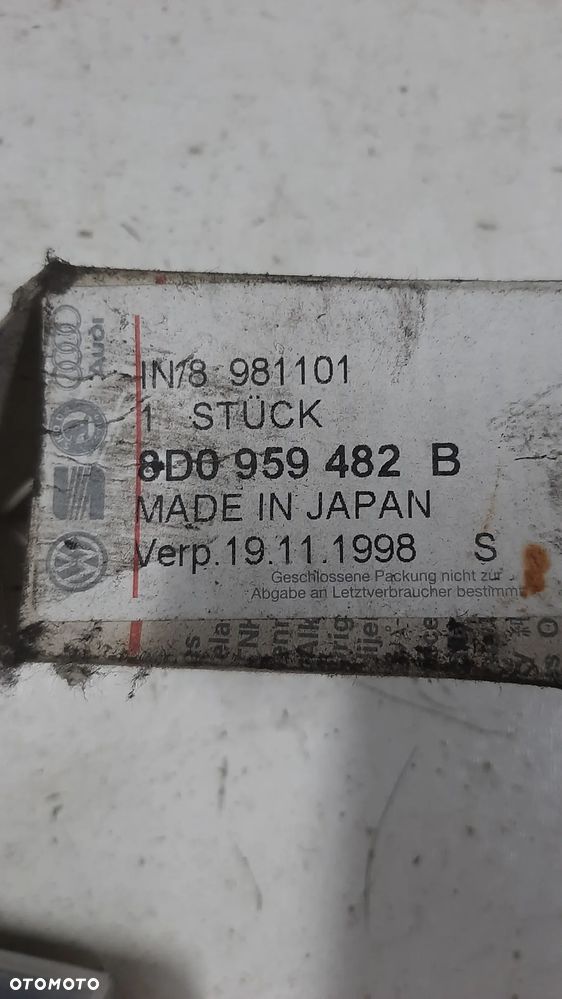 AUDI
IN/8 981101
1 STÜCK
8D0 959 482 B
MADE IN JAPAN
Verp.19.11.1998 S
Geschlossene Packung nicht zur
Abgabe an Letztverbraucher bestimmt
OTOMOTO